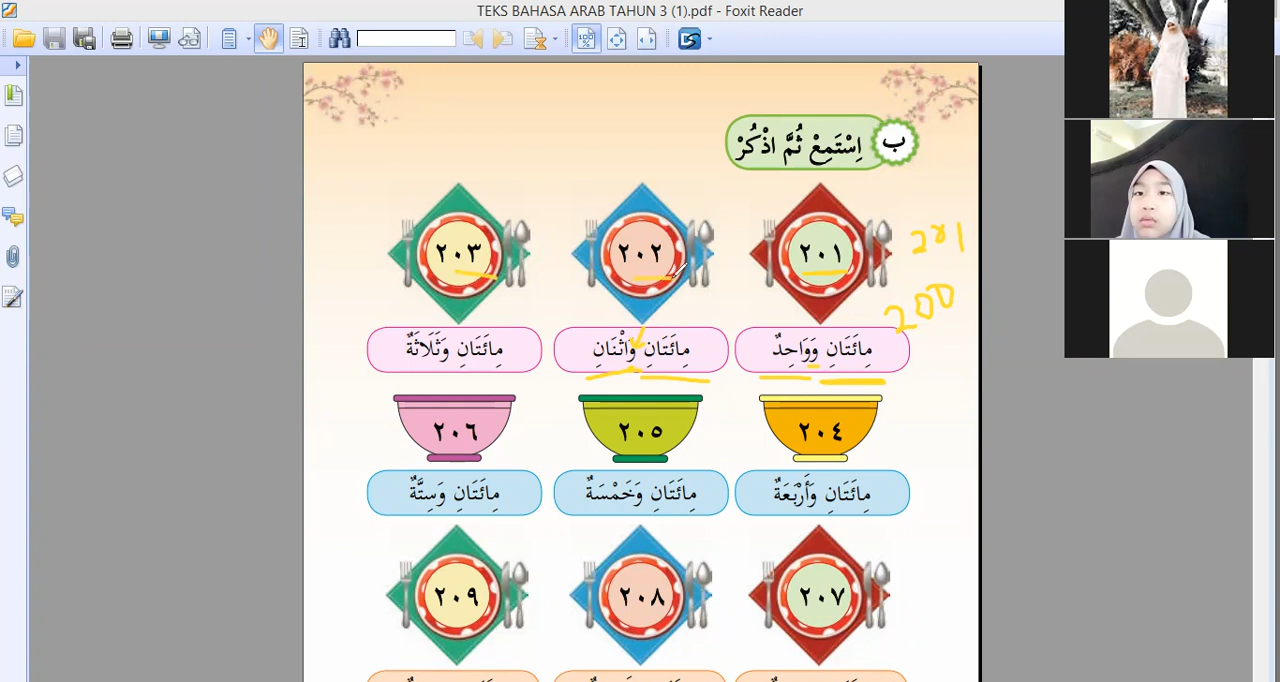 TEKS BAHASA ARAB TAHUN 3 (1).pdf - Foxit Reader
ب اِسْتَمِعْ ثُمَّ اذْكُرْ
٢٠١ ٢٠٢ ٢٠٣
201
200
مِائَتَانِ وَوَاحِدٌ مِائَتَانِ وَاثْنَانِ مِائَتَانِ وَثَلَاثَةٌ
٢٠٤ ٢٠٥ ٢٠٦
مِائَتَانِ وَأَرْبَعَةٌ مِائَتَانِ وَخَمْسَةٌ مِائَتَانِ وَسِتَّةٌ
٢٠٧ ٢٠٨ ٢٠٩